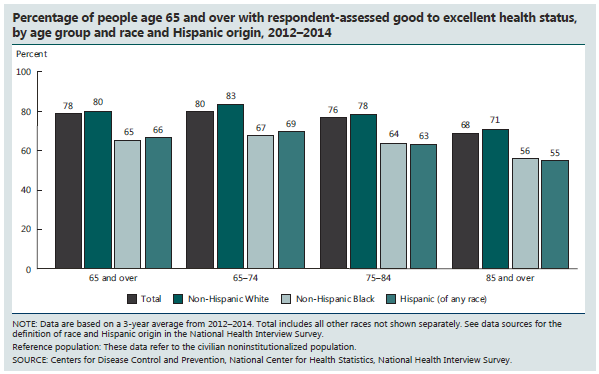 Percentage of people age 65 and over with respondent-assessed good to excellent health status,
by age group and race and Hispanic origin, 2012–2014
Percent
100
80
60
40
20
0
78 80 65 66
80 83 67 69
76 78 64 63
68 71 56 55
65 and over 65–74 75–84 85 and over
Total Non-Hispanic White Non-Hispanic Black Hispanic (of any race)
NOTE: Data are based on a 3-year average from 2012–2014. Total includes all other races not shown separately. See data sources for the
definition of race and Hispanic origin in the National Health Interview Survey.
Reference population: These data refer to the civilian noninstitutionalized population.
SOURCE: Centers for Disease Control and Prevention, National Center for Health Statistics, National Health Interview Survey.